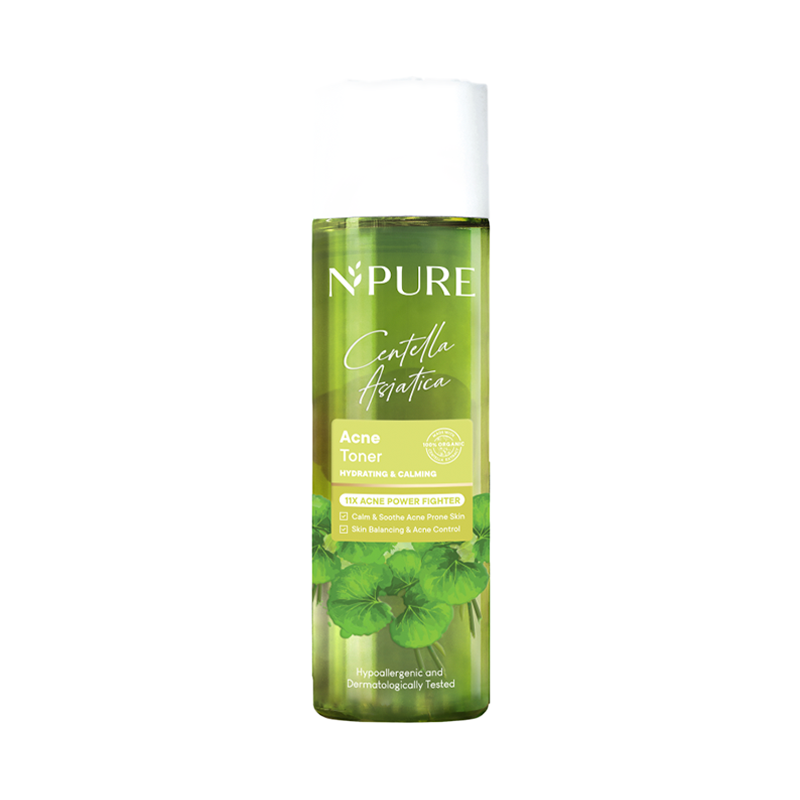 NPURE
Centella
Asiatica
Acne
Toner
HYDRATING & CALMING
100% ORGANIC
11X ACNE POWER FIGHTER
Calm & Soothe Acne Prone Skin
Skin Balancing & Acne Control
Hypoallergenic and
Dermatologically Tested